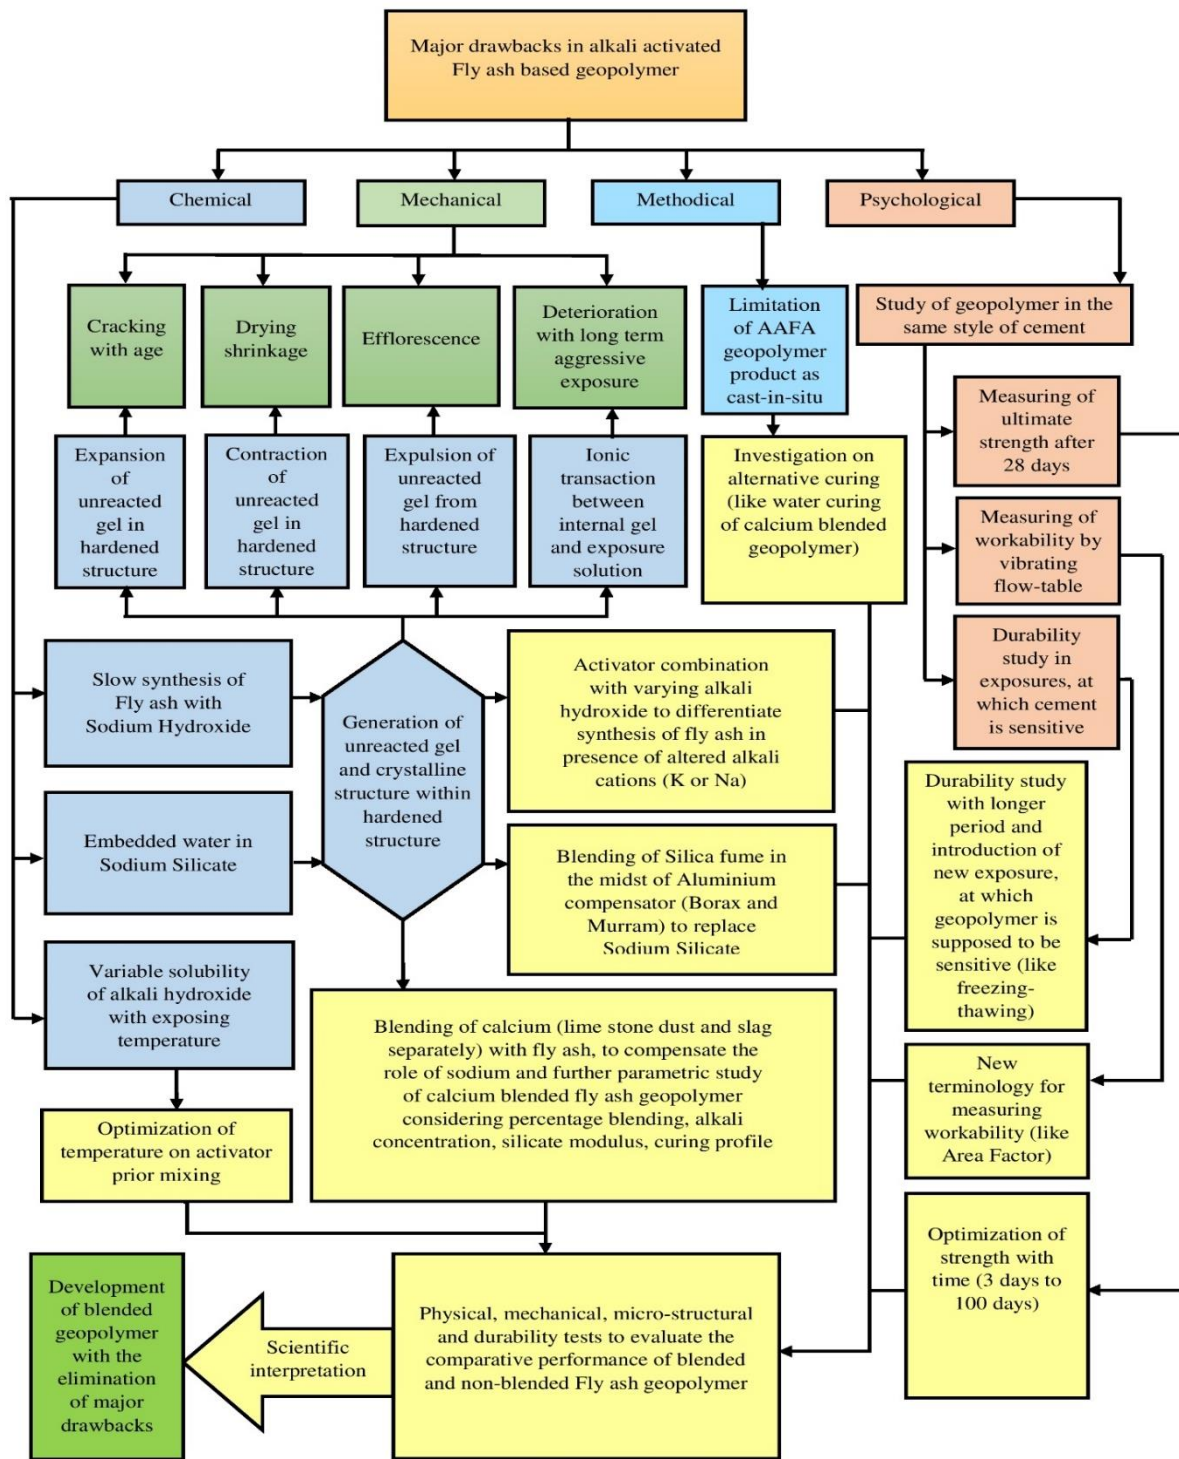 Major drawbacks in alkali activated
Fly ash based geopolymer
Chemical
Mechanical
Methodical
Psychological
Cracking
with age
Drying
shrinkage
Efflorescence
Deterioration
with long term
aggressive
exposure
Limitation
of AAFA
geopolymer
product as
cast-in-situ
Study of geopolymer in the
same style of cement
Measuring of
ultimate
strength after
28 days
Expansion
of
unreacted
gel in
hardened
structure
Contraction
of
unreacted
gel in
hardened
structure
Expulsion of
unreacted
gel from
hardened
structure
Ionic
transaction
between
internal gel
and exposure
solution
Investigation on
alternative curing
(like water curing
of calcium blended
geopolymer)
Measuring of
workability by
vibrating
flow-table
Durability
study in
exposures, at
which cement
is sensitive
Slow synthesis of
Fly ash with
Sodium Hydroxide
Generation of
unreacted gel
and crystalline
structure within
hardened
structure
Activator combination
with varying alkali
hydroxide to differentiate
synthesis of fly ash in
presence of altered alkali
cations (K or Na)
Embedded water in
Sodium Silicate
Blending of Silica fume in
the midst of Aluminium
compensator (Borax and
Murram) to replace
Sodium Silicate
Durability study
with longer
period and
introduction of
new exposure,
at which
geopolymer is
supposed to be
sensitive (like
freezing-
thawing)
Variable solubility
of alkali hydroxide
with exposing
temperature
Blending of calcium (lime stone dust and slag
separately) with fly ash, to compensate the
role of sodium and further parametric study
of calcium blended fly ash geopolymer
considering percentage blending, alkali
concentration, silicate modulus, curing profile
New
terminology for
measuring
workability (like
Area Factor)
Optimization of
temperature on activator
prior mixing
Optimization of
strength with
time (3 days to
100 days)
Development
of blended
geopolymer
with the
elimination
of major
drawbacks
Scientific
interpretation
Physical, mechanical, micro-structural
and durability tests to evaluate the
comparative performance of blended
and non-blended Fly ash geopolymer